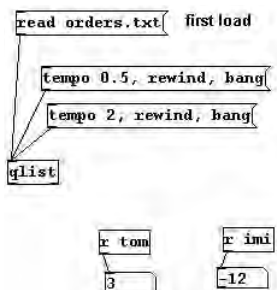 read orders.txt first load
tempo 0.5, rewind, bang
tempo 2, rewind, bang
qlist
r tom r imi
3 -12